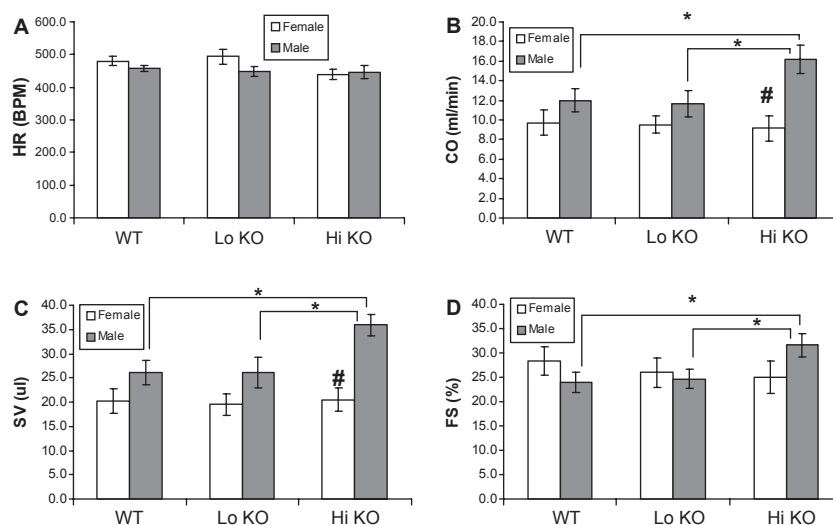 A
HR (BPM)
500.0
450.0
400.0
300.0
200.0
100.0
0.0
Female
Male
WT Lo KO Hi KO
B
CO (ml/min)
20.0
18.0
16.0
14.0
12.0
10.0
8.0
6.0
4.0
2.0
0.0
Female
Male
*
*
#
WT Lo KO Hi KO
C
SV (ul)
40.0
35.0
30.0
25.0
20.0
15.0
10.0
5.0
0.0
Female
Male
*
*
#
WT Lo KO Hi KO
D
FS (%)
40.0
35.0
30.0
25.0
20.0
15.0
10.0
5.0
0.0
Female
Male
*
*
WT Lo KO Hi KO